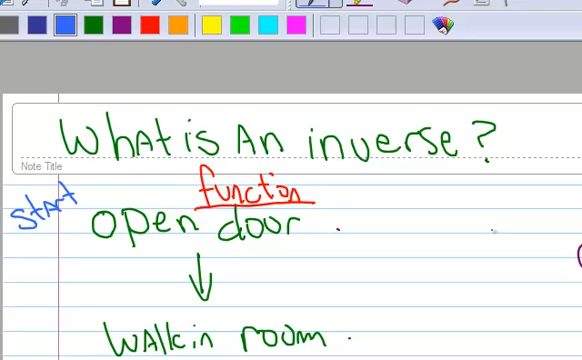 What is An inverse?
Note Title
function
start
open door
Walk in room